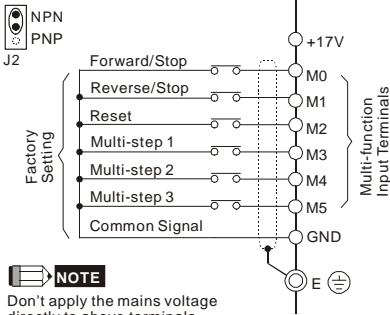 NPN
PNP
J2
+17V
Forward/Stop
M0
Reverse/Stop
M1
Reset
M2
Multi-step 1
M3
Multi-step 2
M4
Multi-step 3
M5
Common Signal
GND
Factory
Setting
Multi-function
Input Terminals
E
NOTE
Don't apply the mains voltage
directly to above terminals.